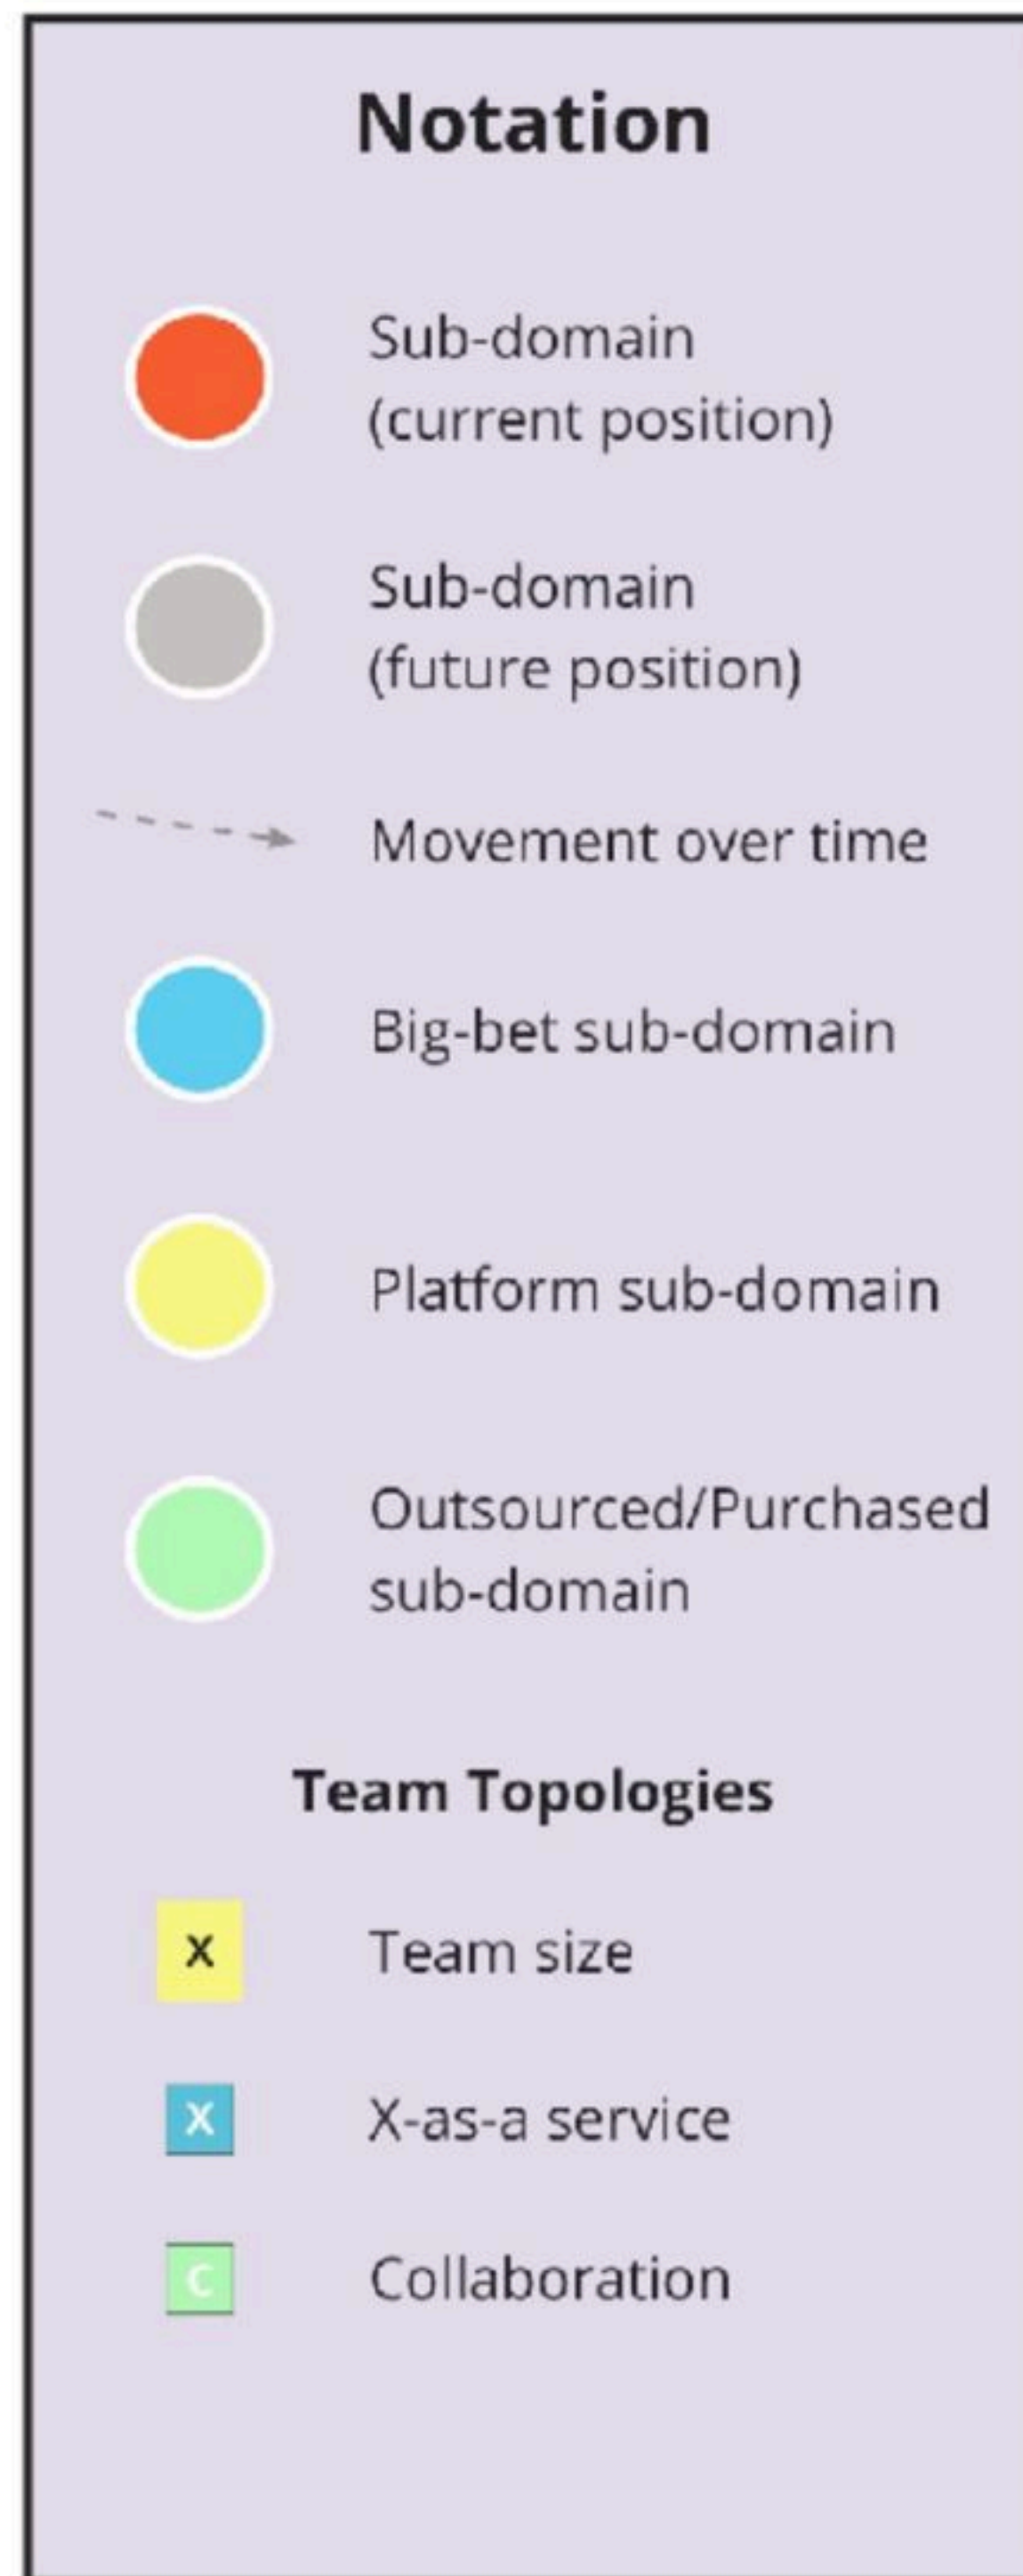 Notation
Sub-domain
(current position)
Sub-domain
(future position)
Movement over time
Big-bet sub-domain
Platform sub-domain
Outsourced/Purchased
sub-domain
Team Topologies
X Team size
X X-as-a service
C Collaboration